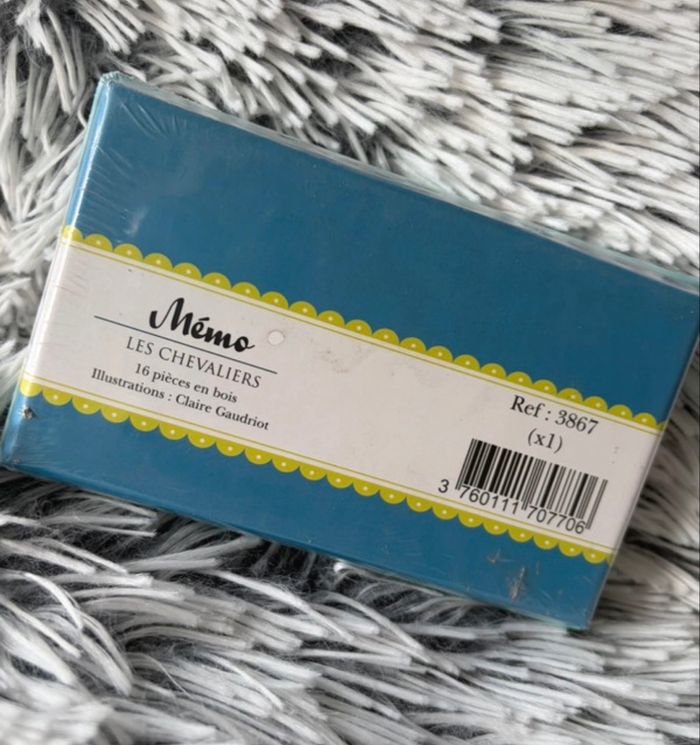 Mémo
LES CHEVALIERS
16 pièces en bois
Illustrations : Claire Gaudriot
Ref : 3867
(x1)
3 760111 707706